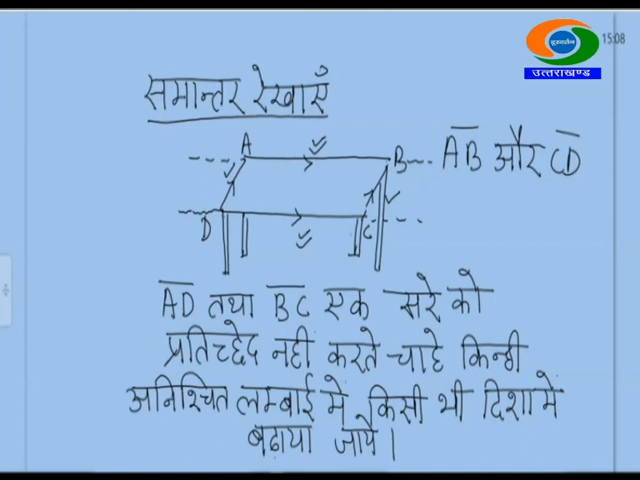 दूरदर्शन
15:08
उत्तराखण्ड
समान्तर रेखाएँ
A B
AB और CD
D C
AD तथा BC एक सरे को
प्रतिच्छेद नही करते चाहे किन्ही
अनिश्चित लम्बाई मे किसी भी दिशा मे
बढाया जाये।